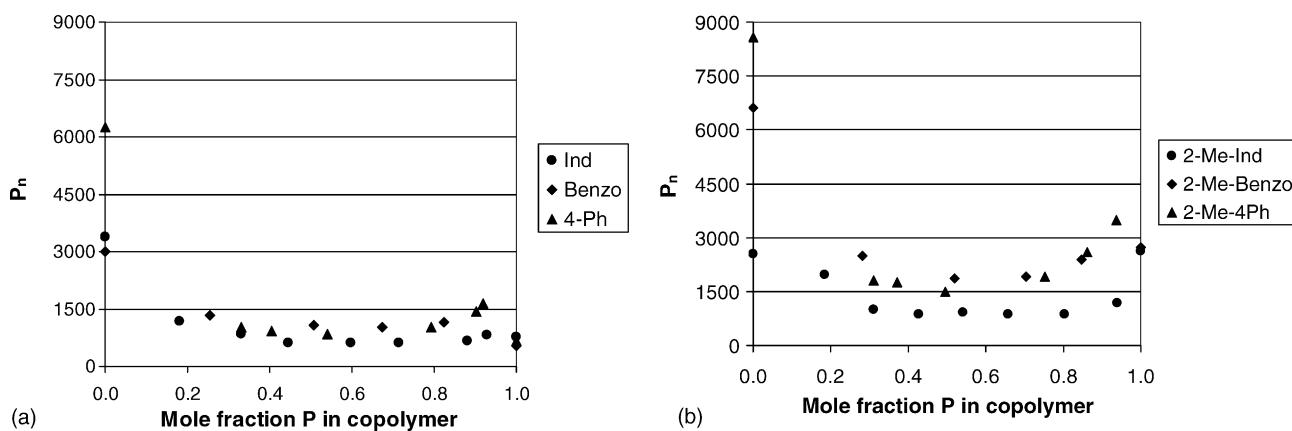 9000
7500
6000
4500
3000
1500
0
Pn
0.0 0.2 0.4 0.6 0.8 1.0
Mole fraction P in copolymer
(a)
Ind
Benzo
4-Ph
9000
7500
6000
4500
3000
1500
0
Pn
0.0 0.2 0.4 0.6 0.8 1.0
Mole fraction P in copolymer
(b)
2-Me-Ind
2-Me-Benzo
2-Me-4Ph